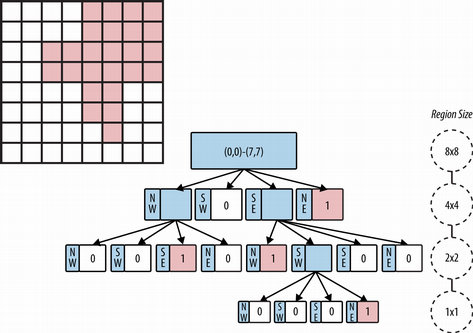 Region Size
(0,0)-(7,7)
8x8
NW
SW 0
SE
NE 1
4x4
NW 0
SW 0
SE 1
NE 0
NW 1
SW
SE 0
NE 0
2x2
NW 0
SW 0
SE 0
NE 1
1x1